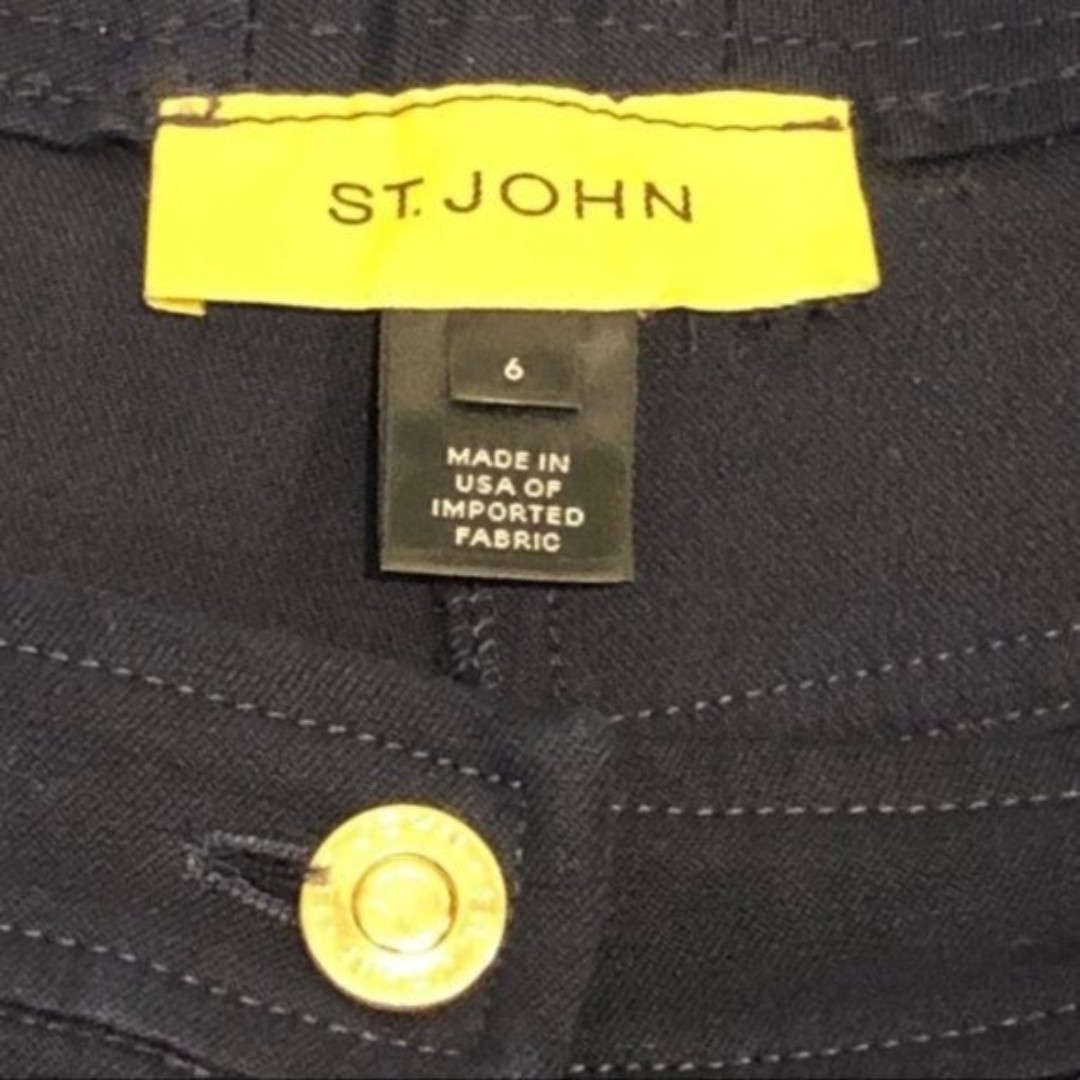 ST. JOHN
6
MADE IN
USA OF
IMPORTED
FABRIC